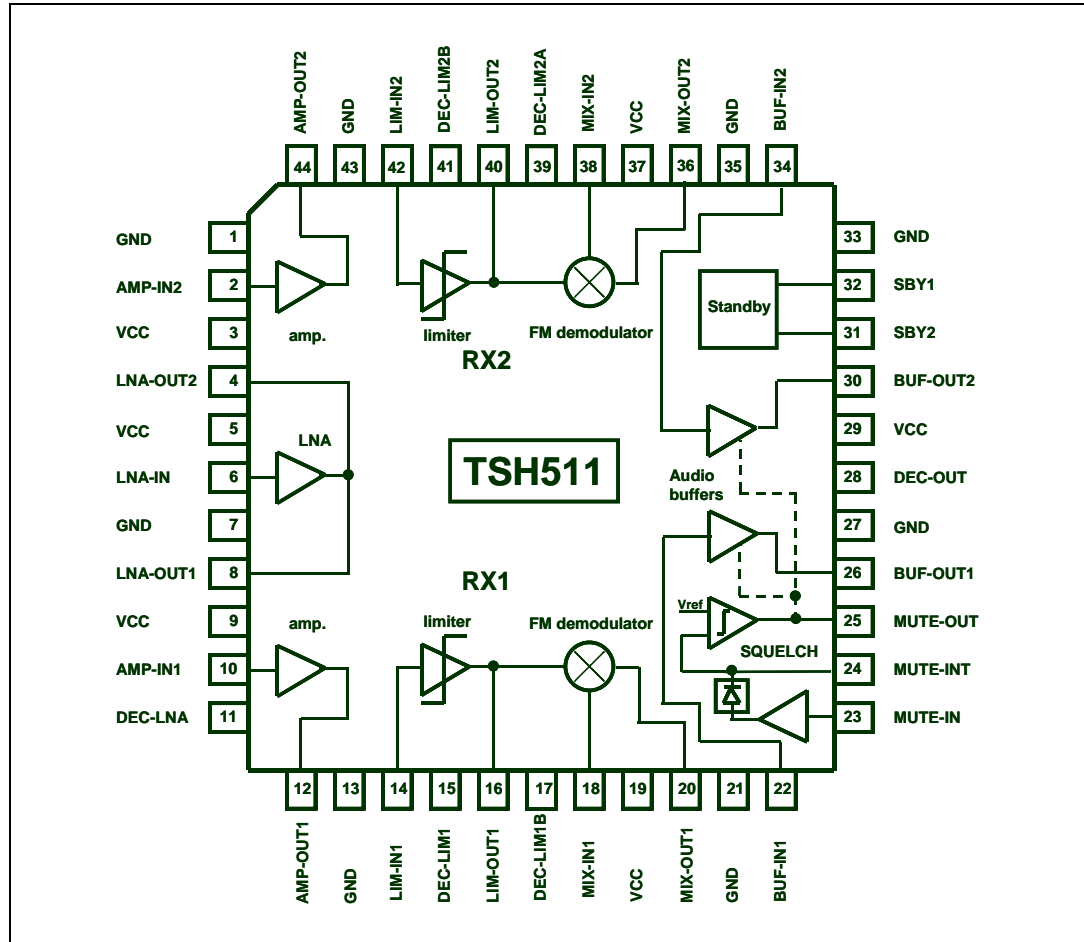 AMP-OUT2
GND
LIM-IN2
DEC-LIM2B
LIM-OUT2
DEC-LIM2A
MIX-IN2
VCC
MIX-OUT2
GND
BUF-IN2
44
43
42
41
40
39
38
37
36
35
34
GND
1
33
GND
AMP-IN2
2
32
SBY1
Standby
VCC
3
31
SBY2
amp.
limiter
FM demodulator
RX2
LNA-OUT2
4
30
BUF-OUT2
VCC
5
29
VCC
LNA
TSH511
Audio
buffers
LNA-IN
6
28
DEC-OUT
GND
7
27
GND
LNA-OUT1
8
26
BUF-OUT1
RX1
Vref
VCC
9
25
MUTE-OUT
amp.
limiter
FM demodulator
SQUELCH
AMP-IN1
10
24
MUTE-INT
DEC-LNA
11
23
MUTE-IN
12
13
14
15
16
17
18
19
20
21
22
AMP-OUT1
GND
LIM-IN1
DEC-LIM1
LIM-OUT1
DEC-LIM1B
MIX-IN1
VCC
MIX-OUT1
GND
BUF-IN1